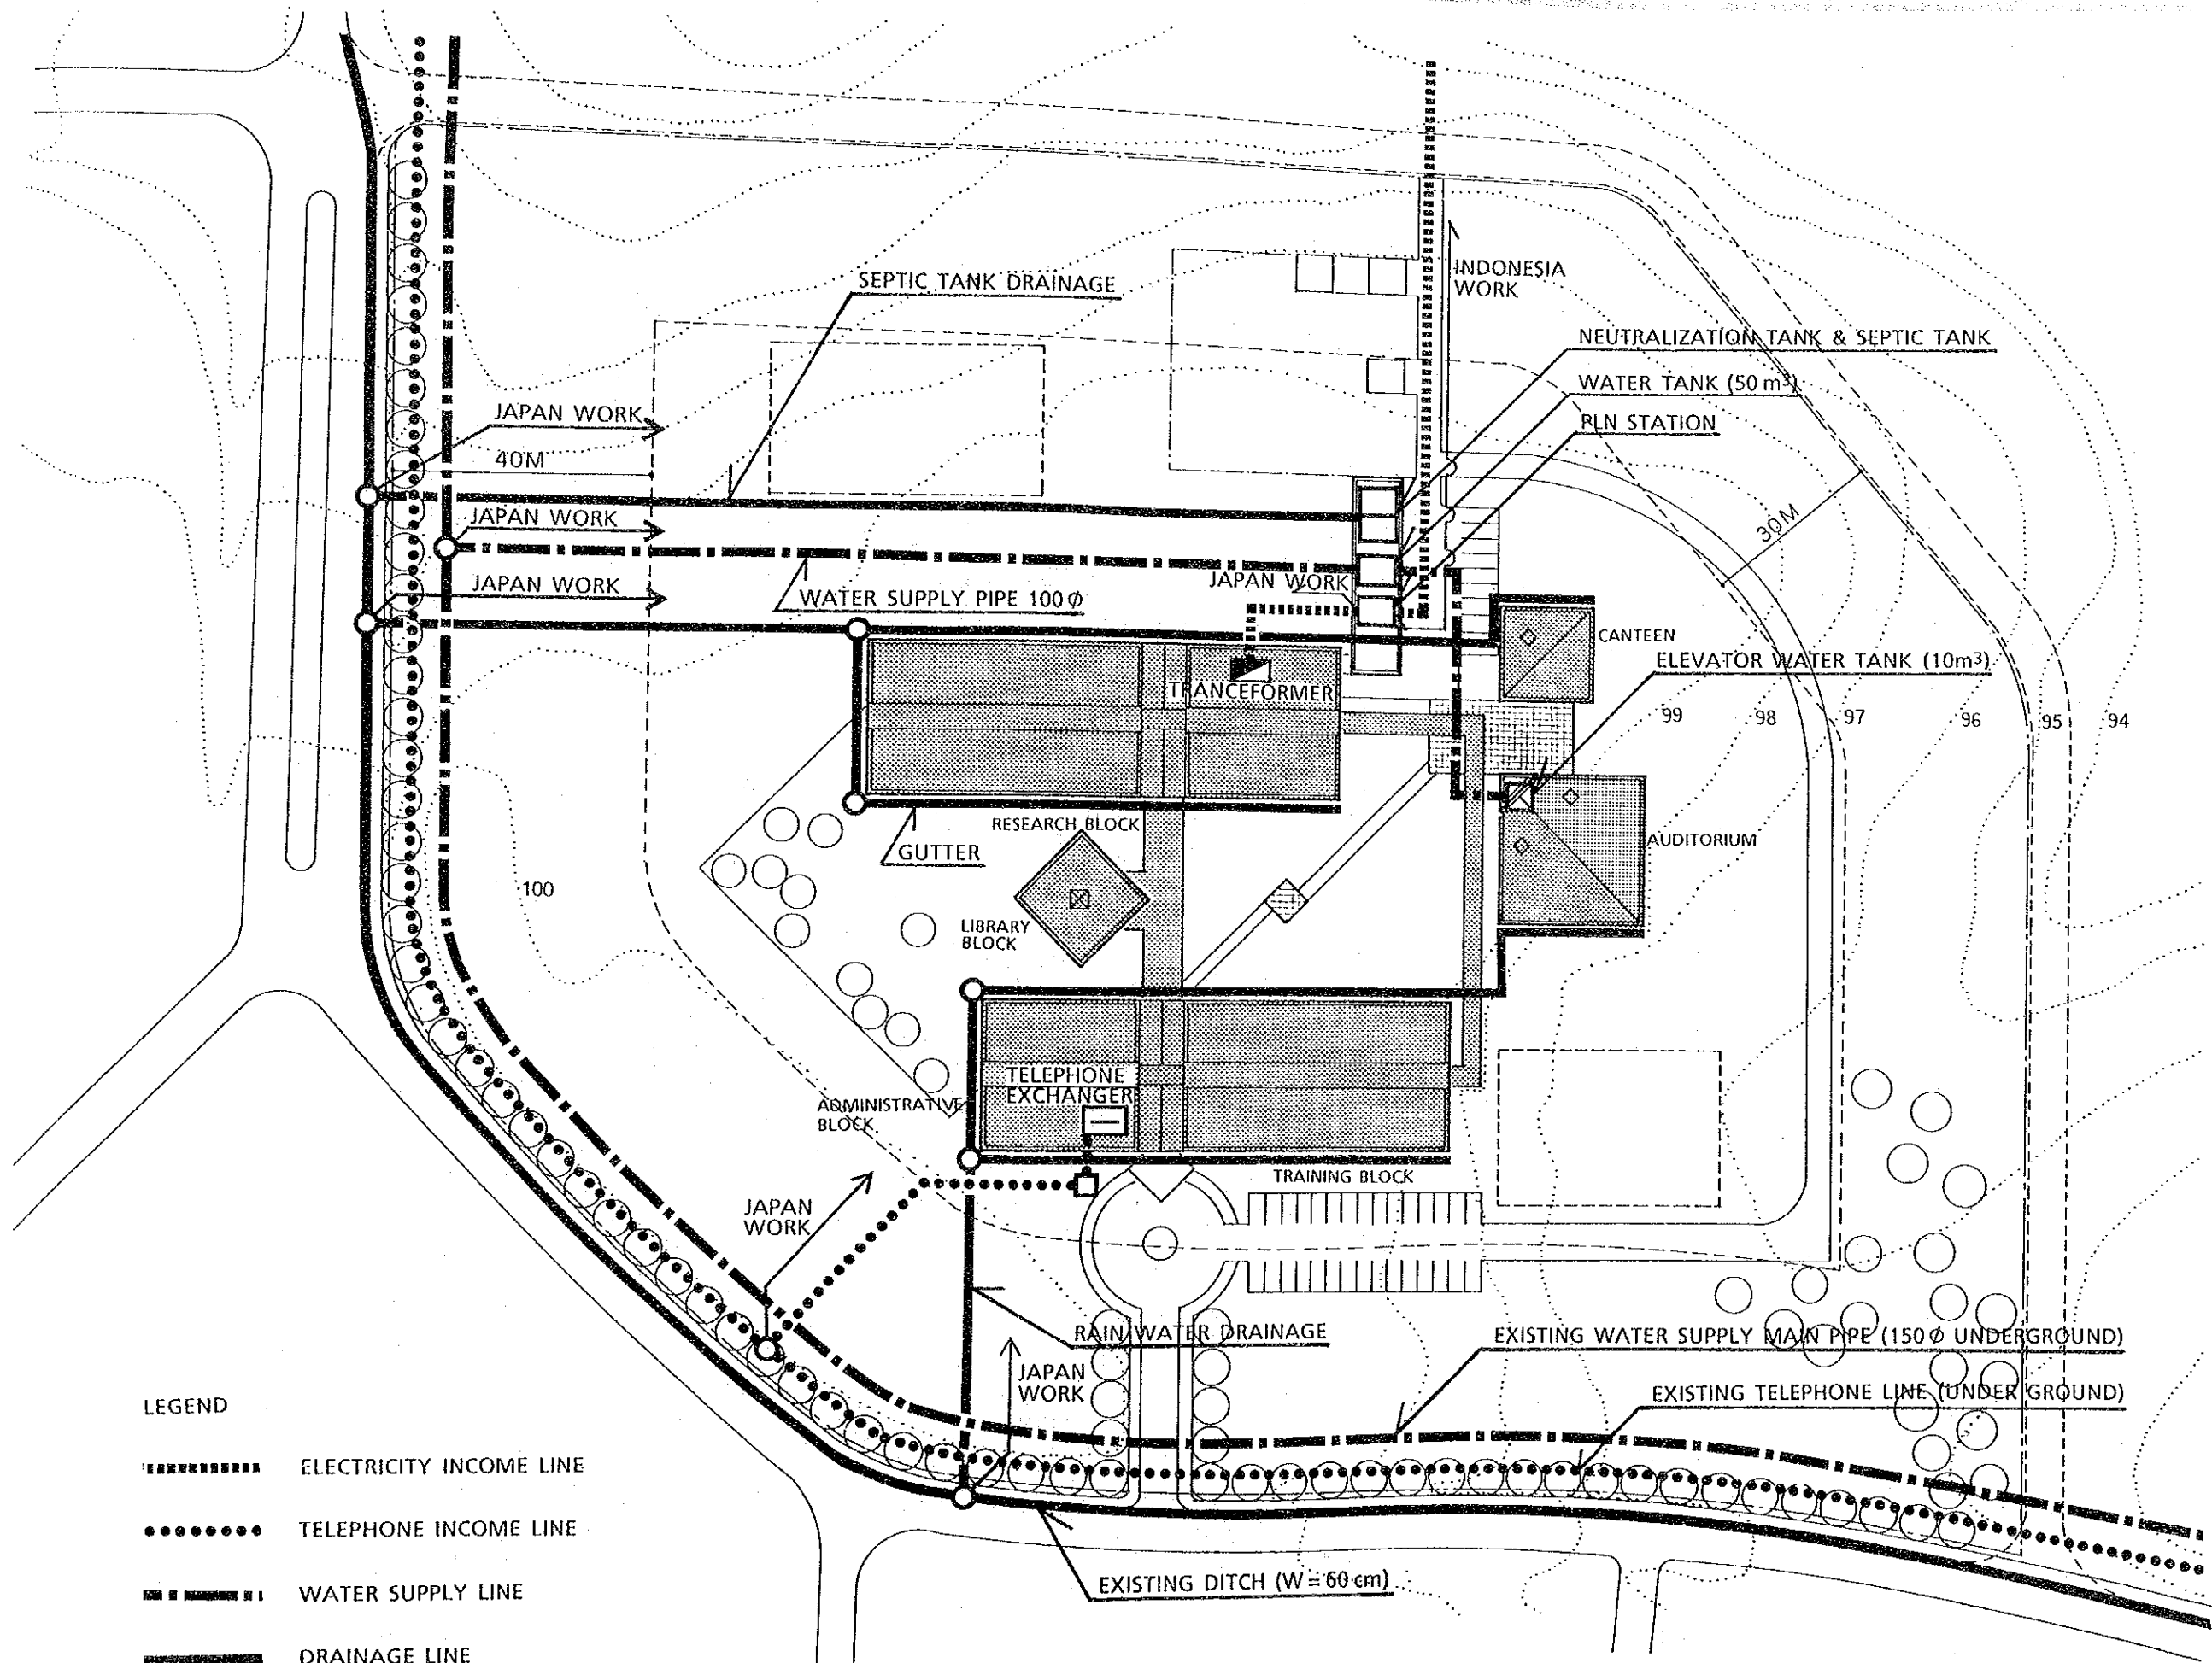 SEPTIC TANK DRAINAGE
INDONESIA
WORK
NEUTRALIZATION TANK & SEPTIC TANK
WATER TANK (50 m³)
PLN STATION
JAPAN WORK
40M
JAPAN WORK
30M
JAPAN WORK
JAPAN WORK
WATER SUPPLY PIPE 100ϕ
CANTEEN
ELEVATOR WATER TANK (10m³)
TRANCEFORMER
99
98
97
96
95
94
RESEARCH BLOCK
GUTTER
AUDITORIUM
100
LIBRARY
BLOCK
TELEPHONE
EXCHANGER
ADMINISTRATIVE
BLOCK
TRAINING BLOCK
JAPAN
WORK
RAIN WATER DRAINAGE
EXISTING WATER SUPPLY MAIN PIPE (150ϕ UNDERGROUND)
JAPAN
WORK
EXISTING TELEPHONE LINE (UNDER GROUND)
EXISTING DITCH (W=60 cm)
LEGEND
ELECTRICITY INCOME LINE
TELEPHONE INCOME LINE
WATER SUPPLY LINE
DRAINAGE LINE